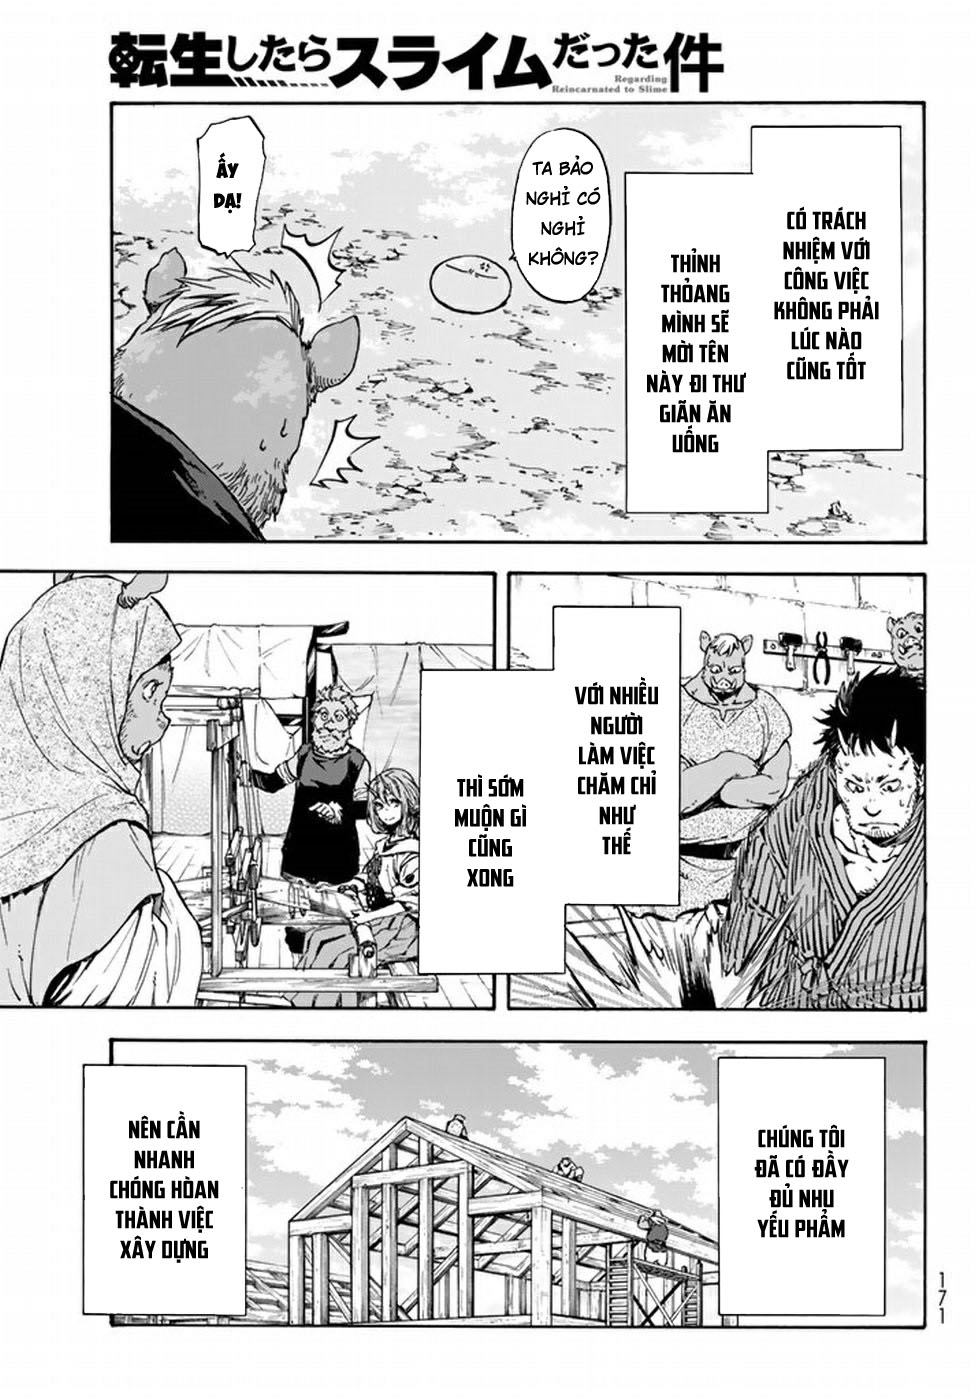 転生したらスライムだった件
Regarding
Reincarnated to Slime
CÓ TRÁCH
NHIỆM VỚI
CÔNG VIỆC
KHÔNG PHẢI
LÚC NÀO
CŨNG TỐT
THỈNH
THỎANG
MÌNH SẼ
MỜI TÊN
NÀY ĐI THƯ
GIÃN ĂN
UỐNG
TA BẢO
NGHỈ CÓ
NGHỈ
KHÔNG?
ẤY
DẠ!
VỚI NHIỀU
NGƯỜI
LÀM VIỆC
CHĂM CHỈ
NHƯ
THẾ
THÌ SỚM
MUỘN GÌ
CŨNG
XONG
CHÚNG TÔI
ĐÃ CÓ ĐẦY
ĐỦ NHU
YẾU PHẨM
NÊN CẦN
NHANH
CHÓNG HOÀN
THÀNH VIỆC
XÂY DỰNG
171